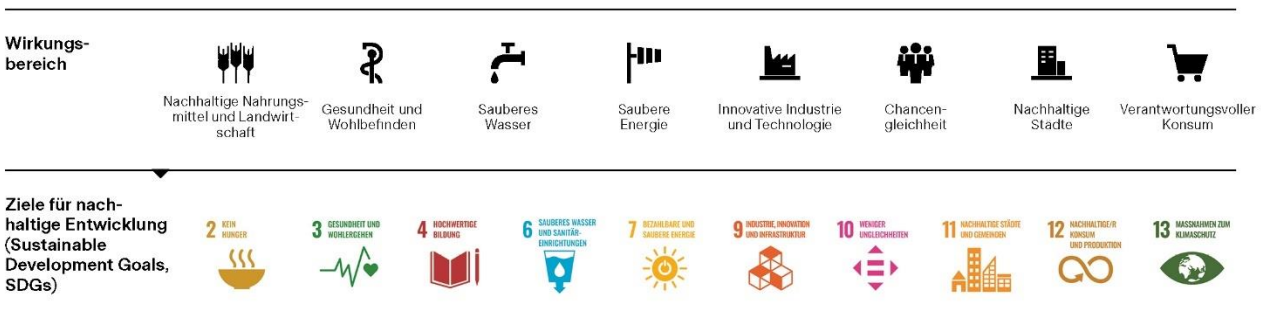 Wirkungs-
bereich
Nachhaltige Nahrungs-
mittel und Landwirt-
schaft
Gesundheit und
Wohlbefinden
Sauberes
Wasser
Saubere
Energie
Innovative Industrie
und Technologie
Chancen-
gleichheit
Nachhaltige
Städte
Verantwortungsvoller
Konsum
Ziele für nach-
haltige Entwicklung
(Sustainable
Development Goals,
SDGs)
2 KEIN
HUNGER
3 GESUNDHEIT UND
WOHLERGEHEN
4 HOCHWERTIGE
BILDUNG
6 SAUBERES WASSER
UND SANITÄR-
EINRICHTUNGEN
7 BEZAHLBARE UND
SAUBERE ENERGIE
9 INDUSTRIE, INNOVATION
UND INFRASTRUKTUR
10 WENIGER
UNGLEICHHEITEN
11 NACHHALTIGE STÄDTE
UND GEMEINDEN
12 NACHHALTIGE/R
KONSUM
UND PRODUKTION
13 MASSNAHMEN ZUM
KLIMASCHUTZ